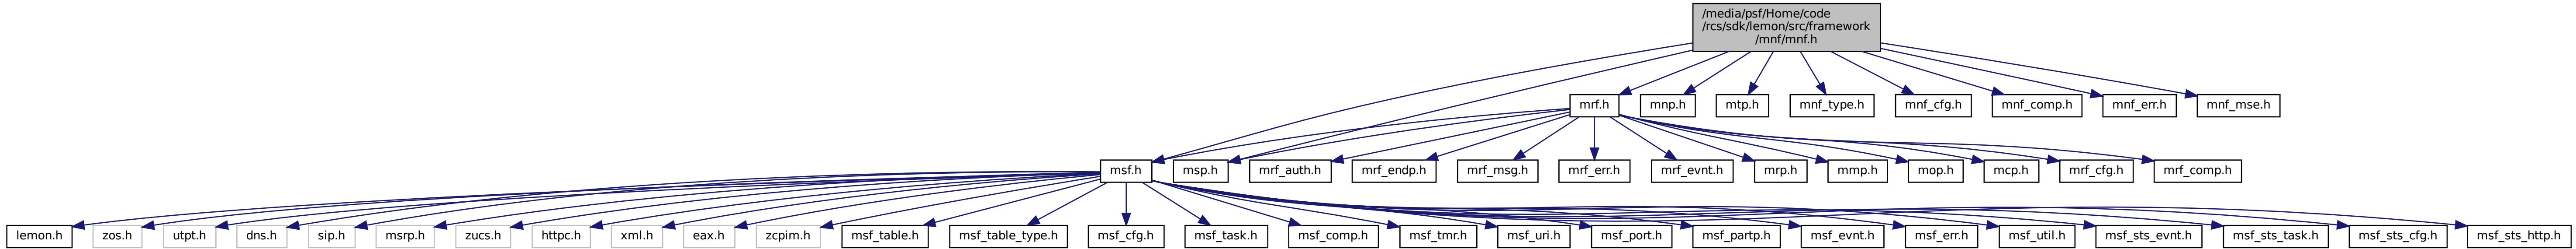 /media/psf/Home/code
/rcs/sdk/lemon/src/framework
/mnf/mnf.h
mrf.h
mnp.h
mtp.h
mnf_type.h
mnf_cfg.h
mnf_comp.h
mnf_err.h
mnf_mse.h
msf.h
msp.h
mrf_auth.h
mrf_endp.h
mrf_msg.h
mrf_err.h
mrf_evnt.h
mrp.h
mmp.h
mop.h
mcp.h
mrf_cfg.h
mrf_comp.h
lemon.h
zos.h
utpt.h
dns.h
sip.h
msrp.h
zucs.h
httpc.h
xml.h
eax.h
zcpim.h
msf_table.h
msf_table_type.h
msf_cfg.h
msf_task.h
msf_comp.h
msf_tmr.h
msf_uri.h
msf_port.h
msf_partp.h
msf_evnt.h
msf_err.h
msf_util.h
msf_sts_evnt.h
msf_sts_task.h
msf_sts_cfg.h
msf_sts_http.h